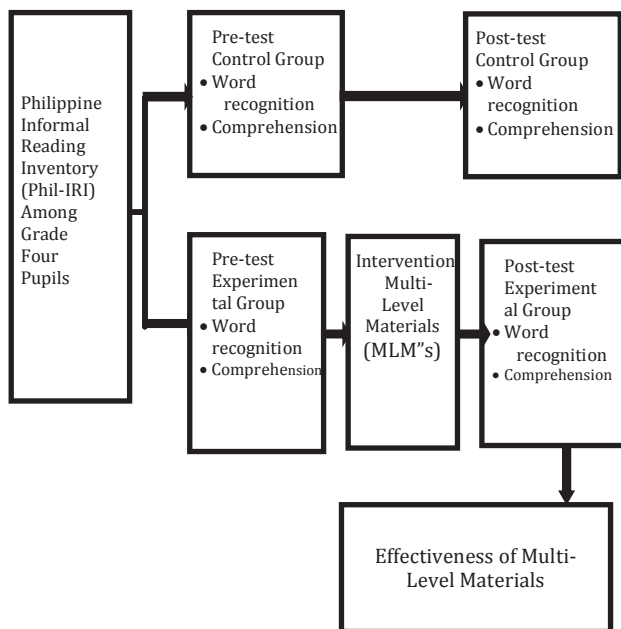 Philippine
Informal
Reading
Inventory
(Phil-IRI)
Among
Grade
Four
Pupils
Pre-test
Control Group
• Word
recognition
• Comprehension
Post-test
Control Group
• Word
recognition
• Comprehension
Pre-test
Experimen
tal Group
• Word
recognition
• Comprehension
Intervention
Multi-
Level
Materials
(MLM"s)
Post-test
Experiment
al Group
• Word
recognition
• Comprehension
Effectiveness of Multi-
Level Materials